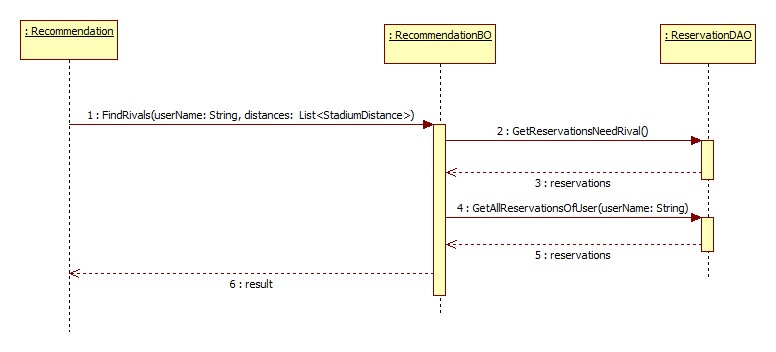 : Recommendation
: RecommendationBO
: ReservationDAO
1 : FindRivals(userName: String, distances: List<StadiumDistance>)
2 : GetReservationsNeedRival()
3 : reservations
4 : GetAllReservationsOfUser(userName: String)
5 : reservations
6 : result